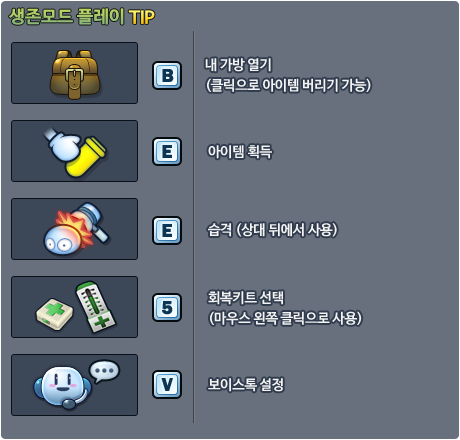 생존모드 플레이 TIP
B
내 가방 열기
(클릭으로 아이템 버리기 가능)
E
아이템 획득
E
습격 (상대 뒤에서 사용)
5
회복키트 선택
(마우스 왼쪽 클릭으로 사용)
V
보이스톡 설정